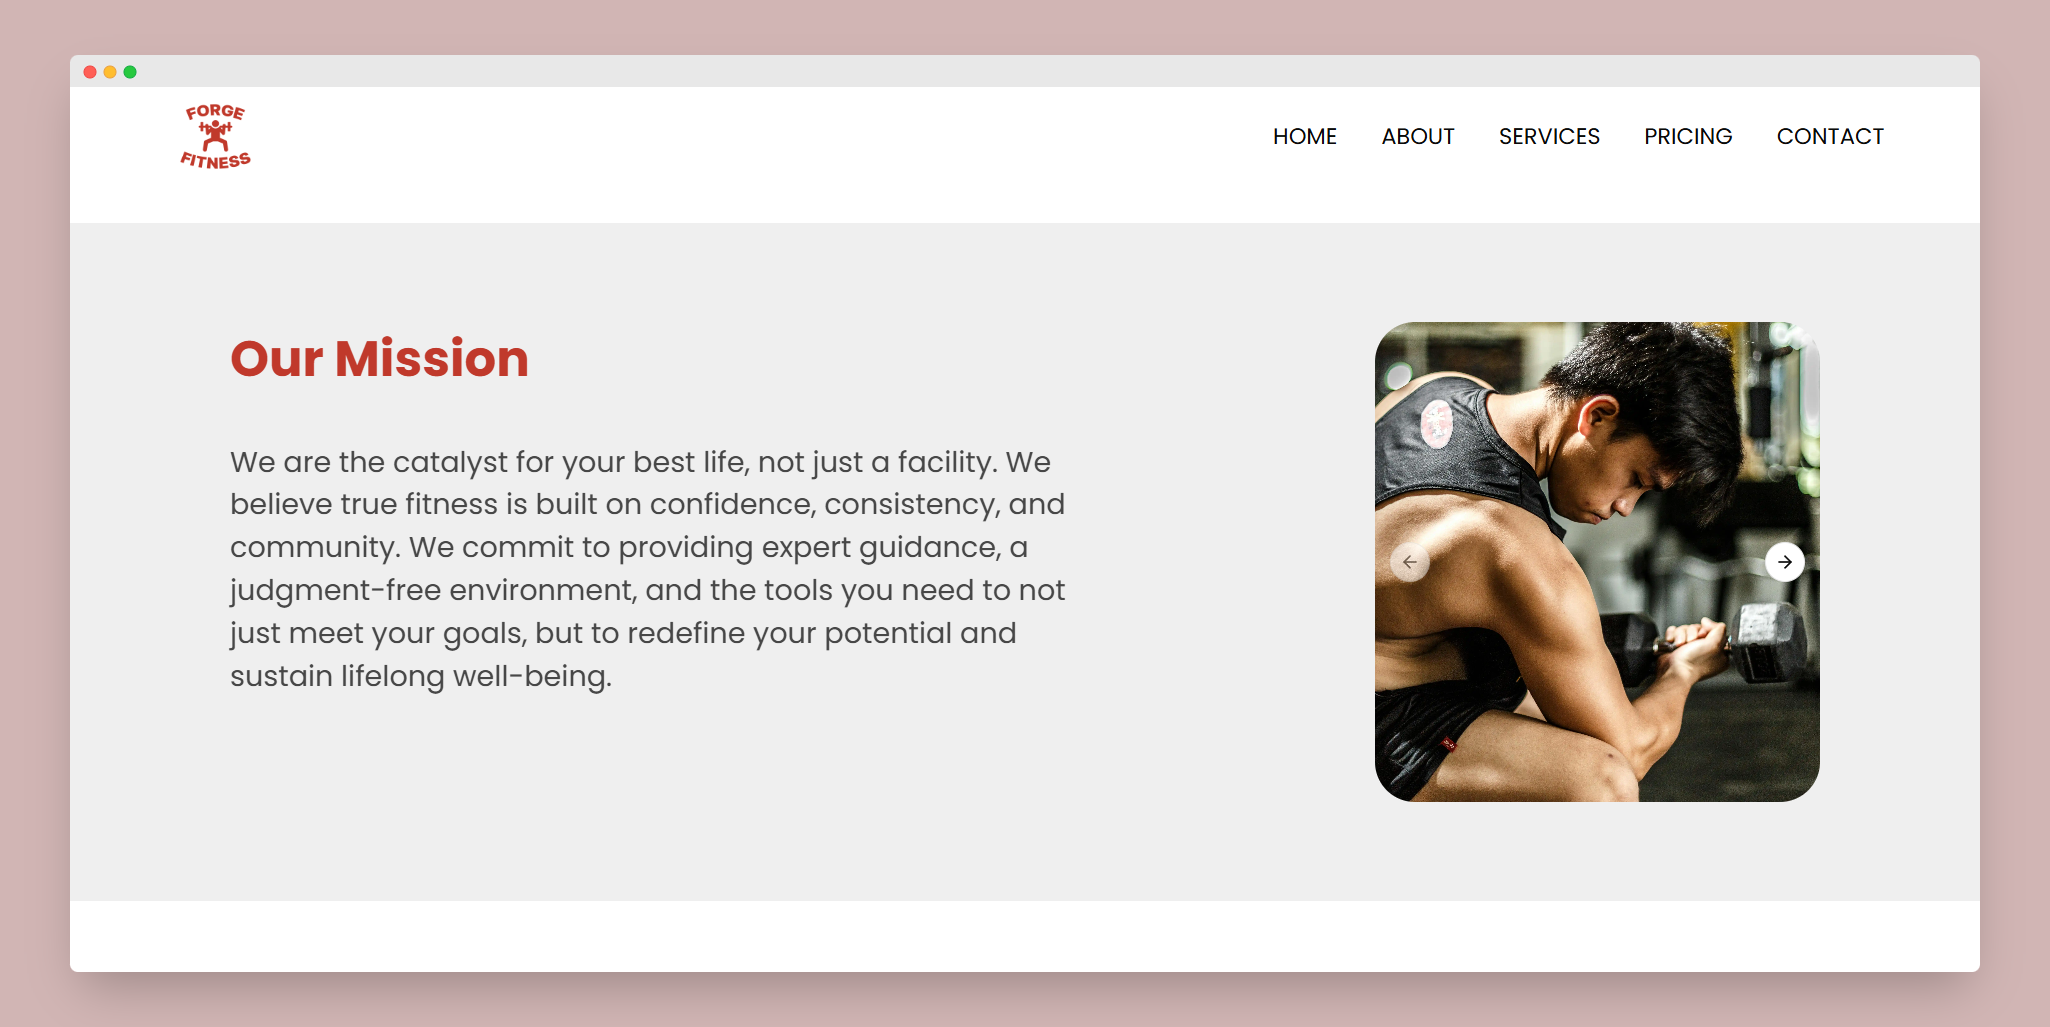 FORGE
FITNESS
HOME ABOUT SERVICES PRICING CONTACT
Our Mission
We are the catalyst for your best life, not just a facility. We
believe true fitness is built on confidence, consistency, and
community. We commit to providing expert guidance, a
judgment-free environment, and the tools you need to not
just meet your goals, but to redefine your potential and
sustain lifelong well-being.